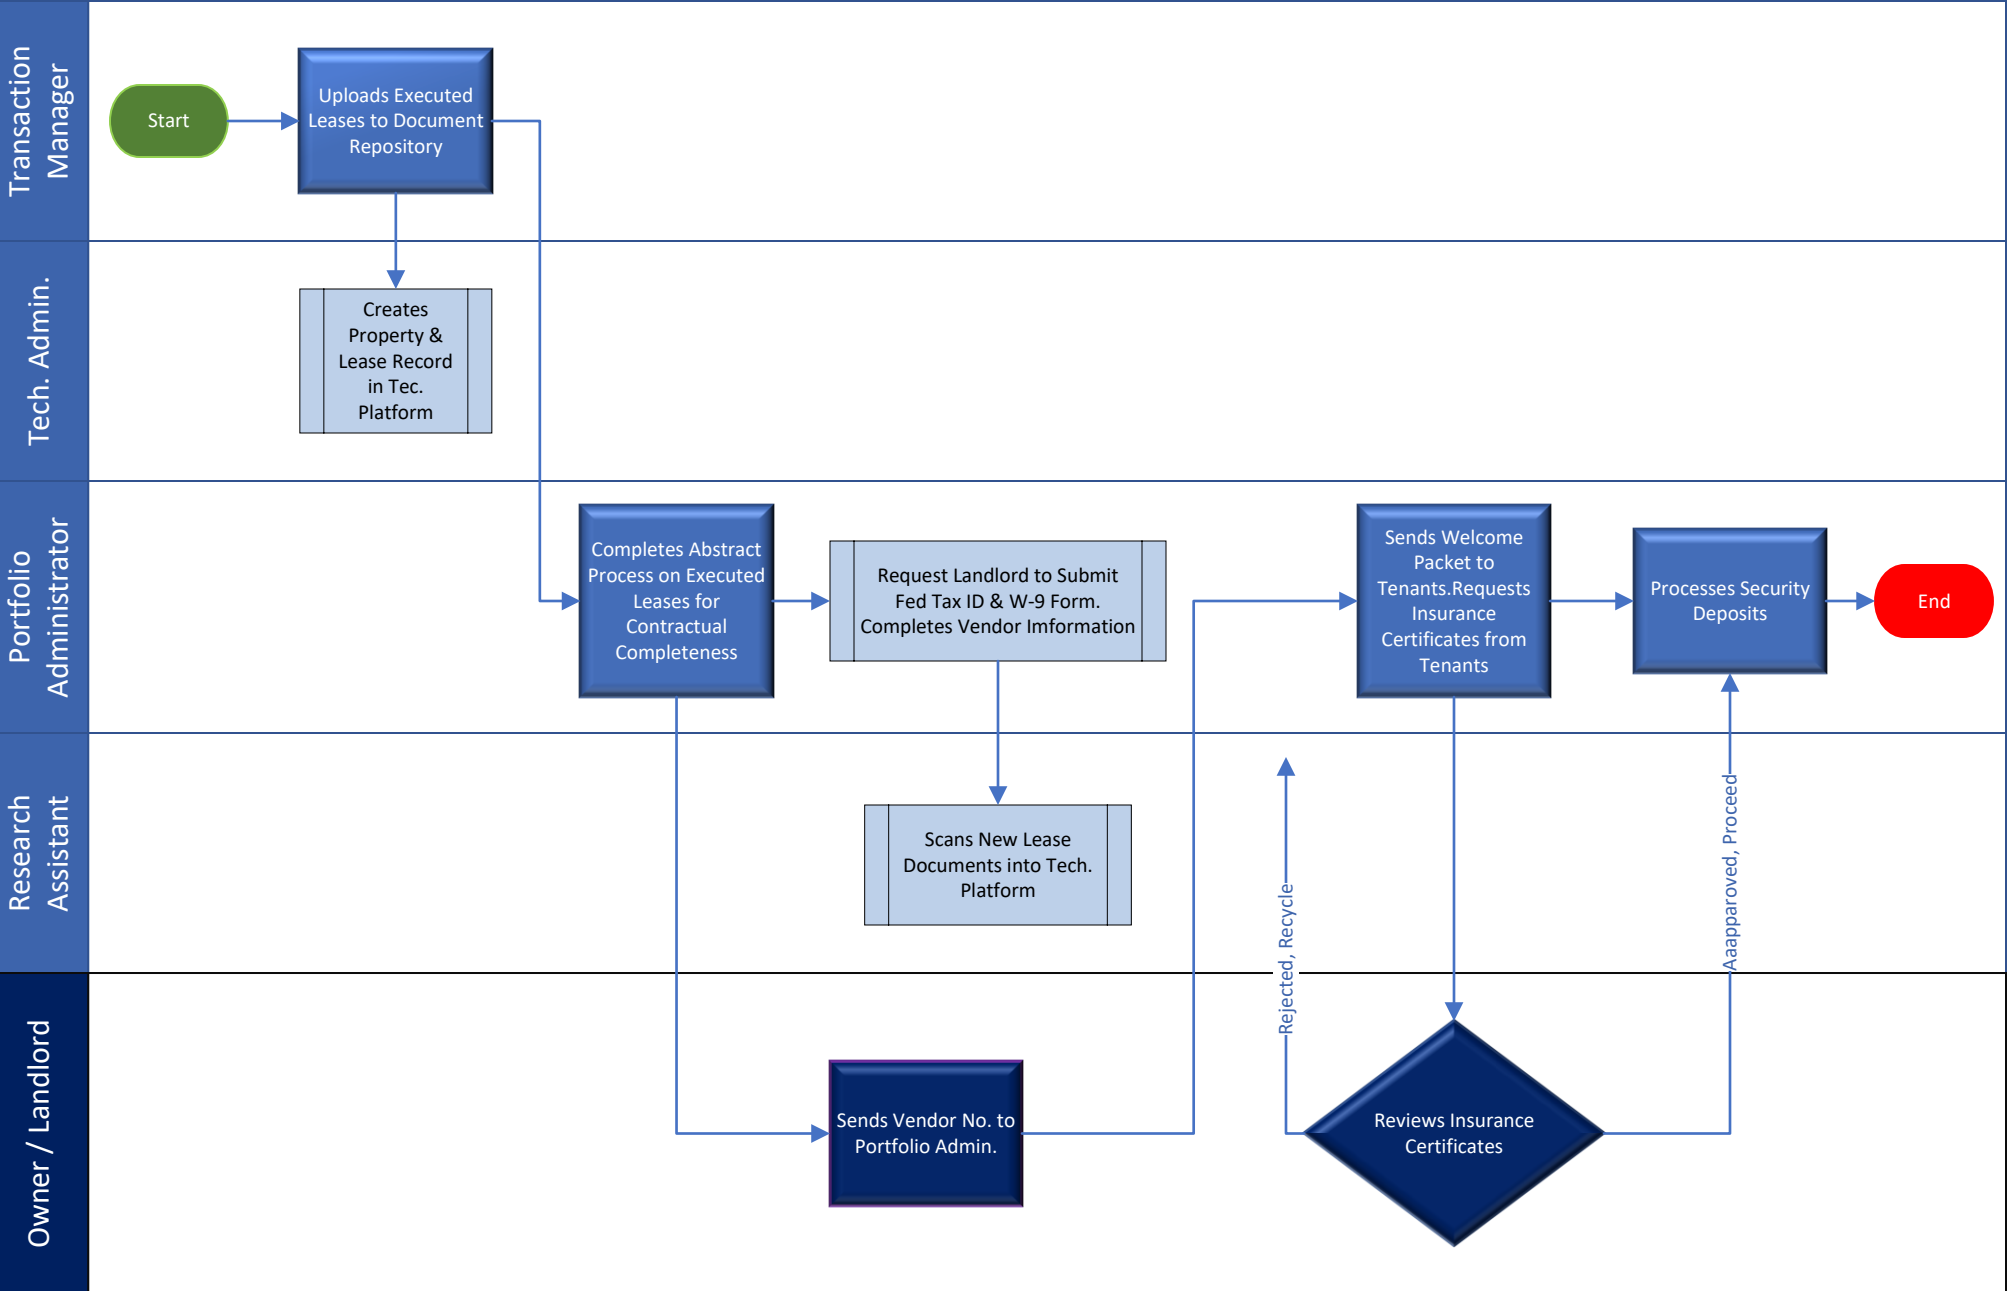 Transaction
Manager
Start
Uploads Executed
Leases to Document
Repository
Tech. Admin.
Creates
Property &
Lease Record
in Tec.
Platform
Portfolio
Administrator
Completes Abstract
Process on Executed
Leases for
Contractual
Completeness
Request Landlord to Submit
Fed Tax ID & W-9 Form.
Completes Vendor Imformation
Sends Welcome
Packet to
Tenants.Requests
Insurance
Certificates from
Tenants
Processes Security
Deposits
End
Research
Assistant
Scans New Lease
Documents into Tech.
Platform
Rejected, Recycle
Aaapparoved, Proceed
Owner / Landlord
Sends Vendor No. to
Portfolio Admin.
Reviews Insurance
Certificates